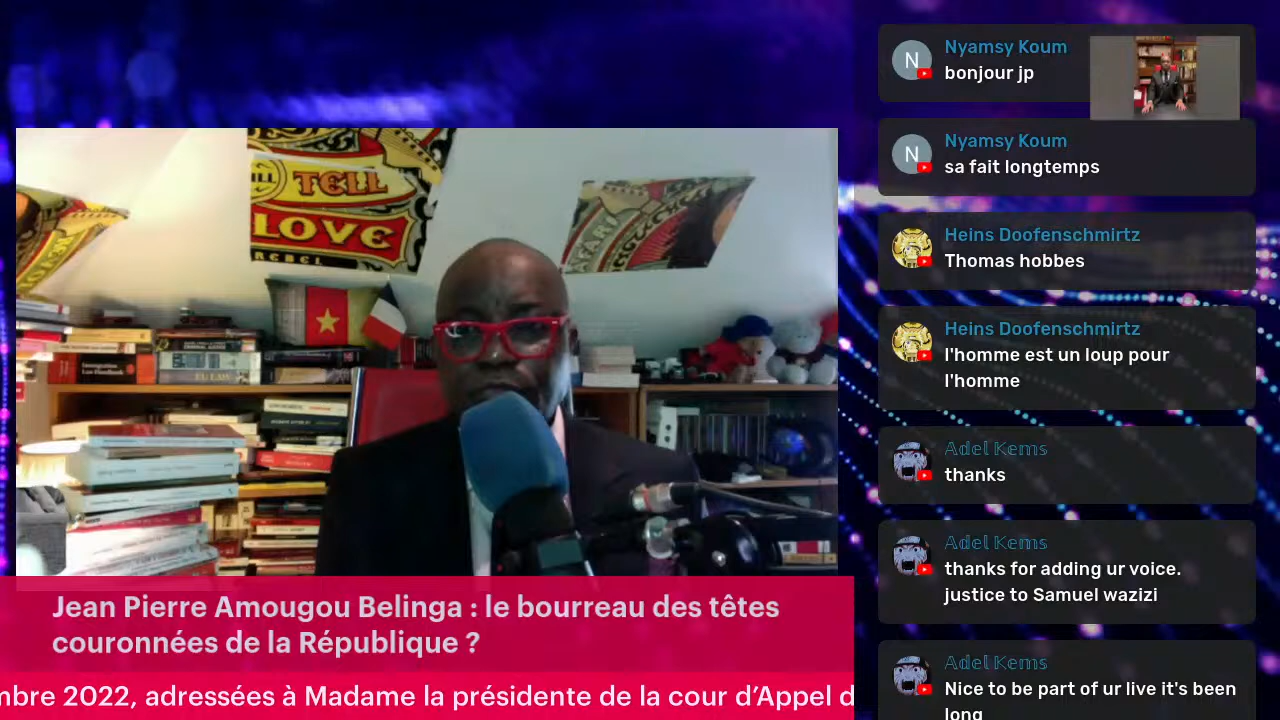 TELL
LOVE
REBEL
Jean Pierre Amougou Belinga : le bourreau des têtes
couronnées de la République ?
mbre 2022, adressées à Madame la présidente de la cour d’Appel d
N
Nyamsy Koum
bonjour jp
N
Nyamsy Koum
sa fait longtemps
Heins Doofenschmirtz
Thomas hobbes
Heins Doofenschmirtz
l'homme est un loup pour
l'homme
Adel Kems
thanks
Adel Kems
thanks for adding ur voice.
justice to Samuel wazizi
Adel Kems
Nice to be part of ur live it's been
long